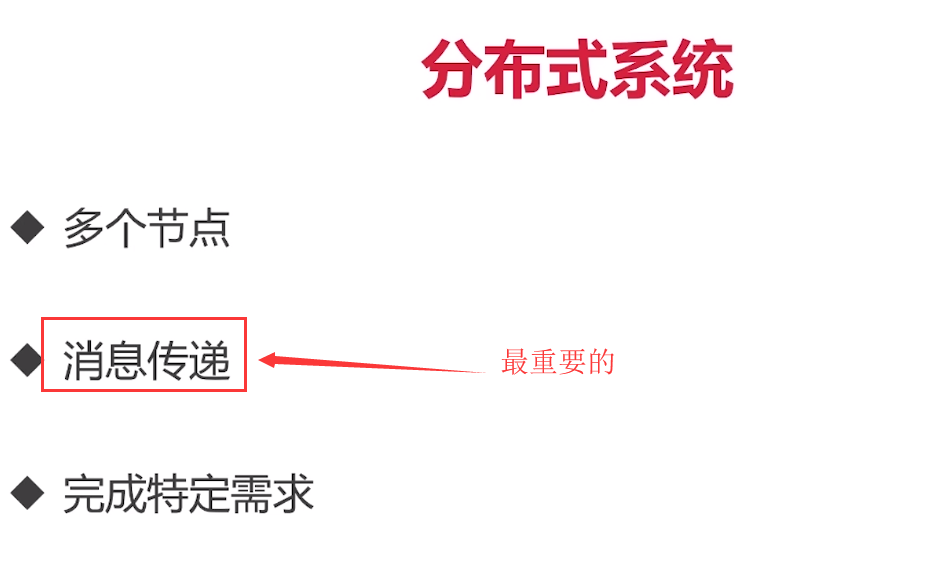 分布式系统
多个节点
消息传递
最重要的
完成特定需求